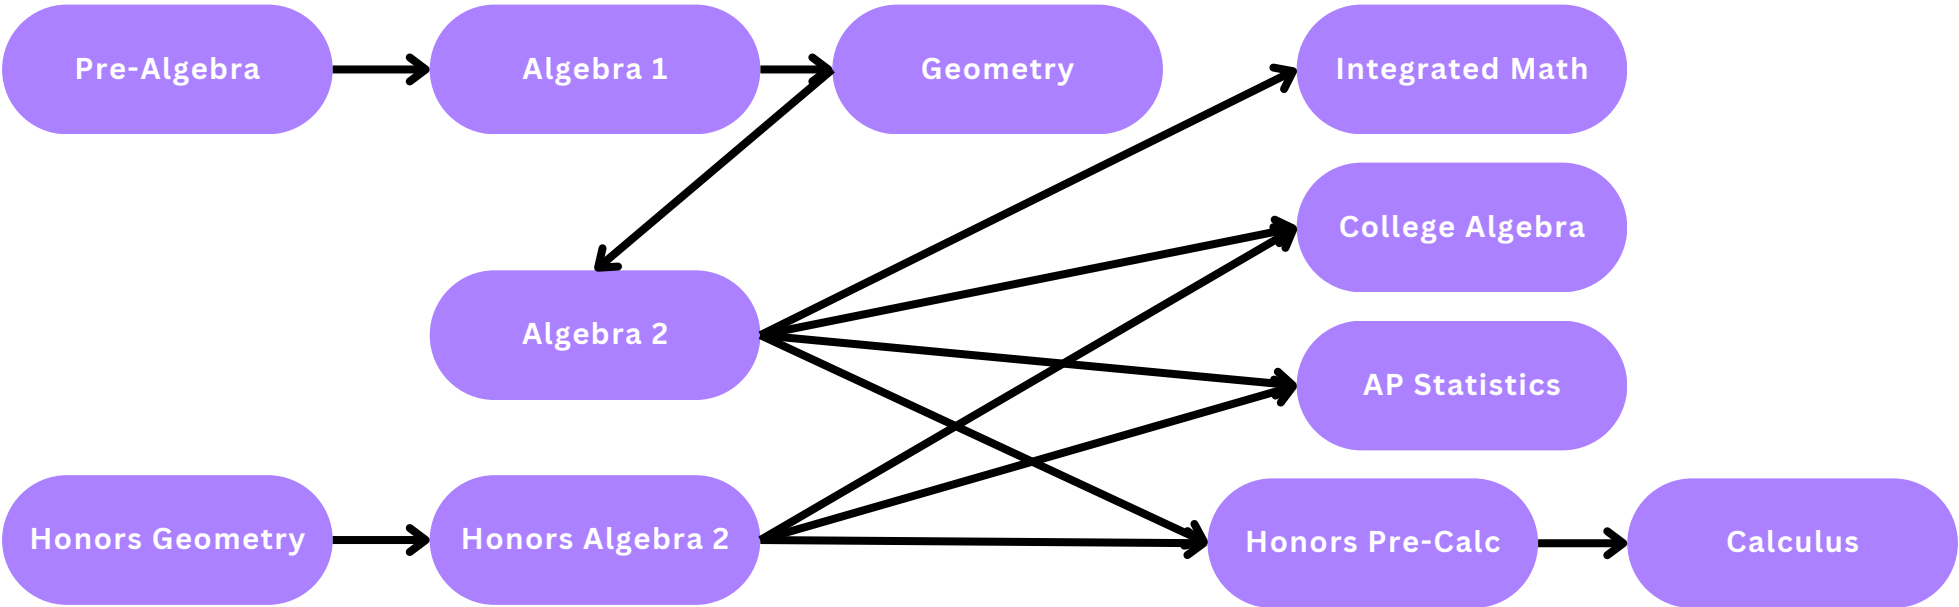 Pre-Algebra
Algebra 1
Geometry
Integrated Math
College Algebra
Algebra 2
AP Statistics
Honors Geometry
Honors Algebra 2
Honors Pre-Calc
Calculus